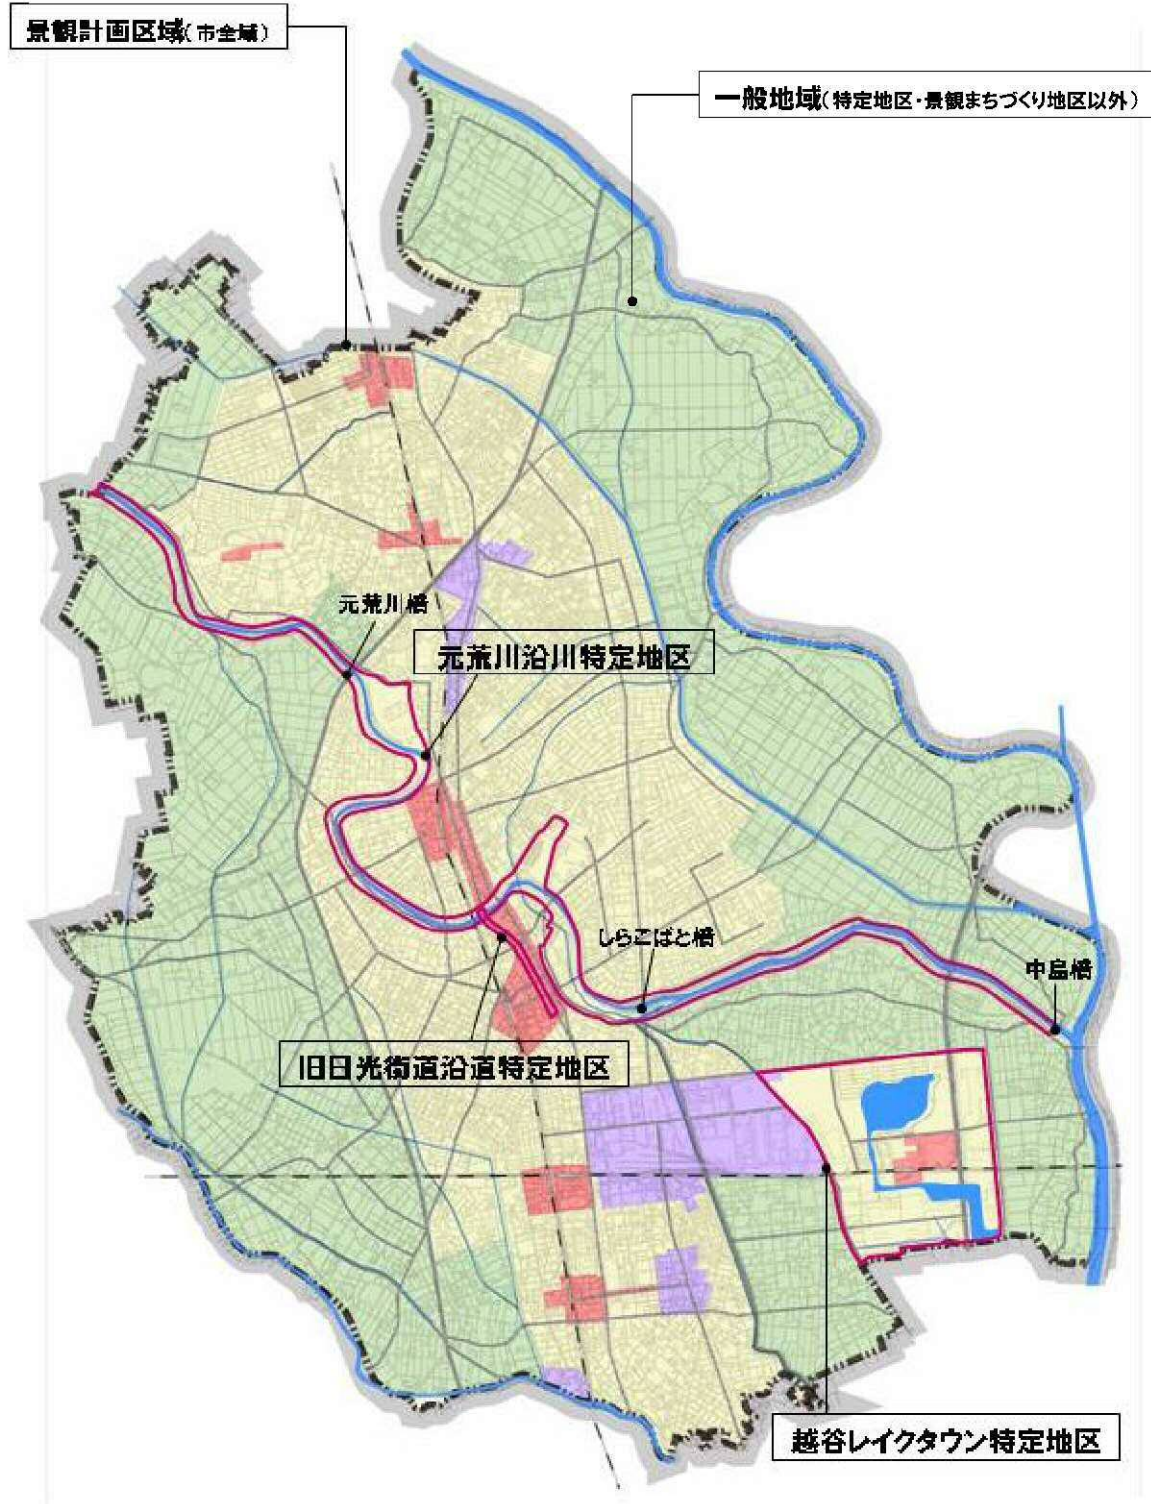 景観計画区域(市全域)
一般地域(特定地区・景観まちづくり地区以外)
元荒川橋
元荒川沿川特定地区
しらこばと橋
中島橋
旧日光街道沿道特定地区
越谷レイクタウン特定地区